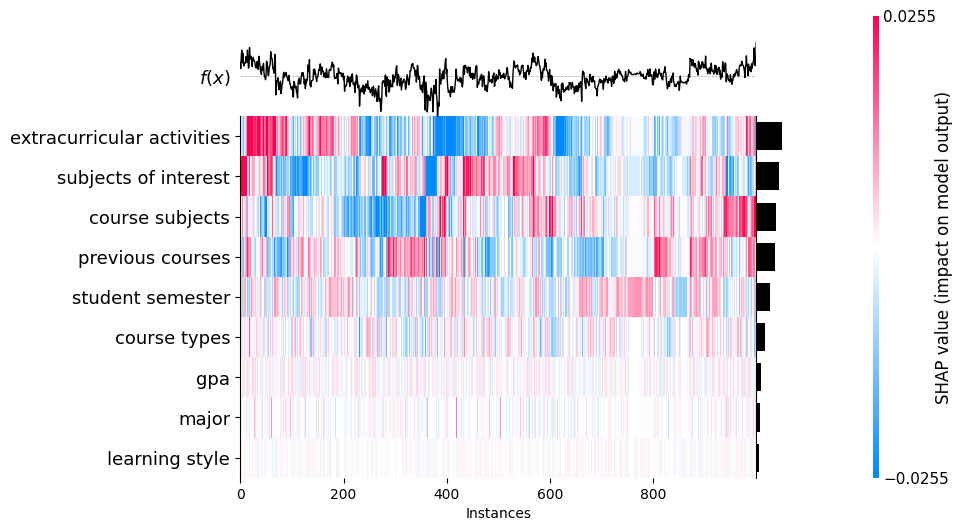 0.0255
f(x)
extracurricular activities
subjects of interest
course subjects
previous courses
student semester
course types
gpa
major
learning style
0 200 400 600 800
Instances
SHAP value (impact on model output)
−0.0255